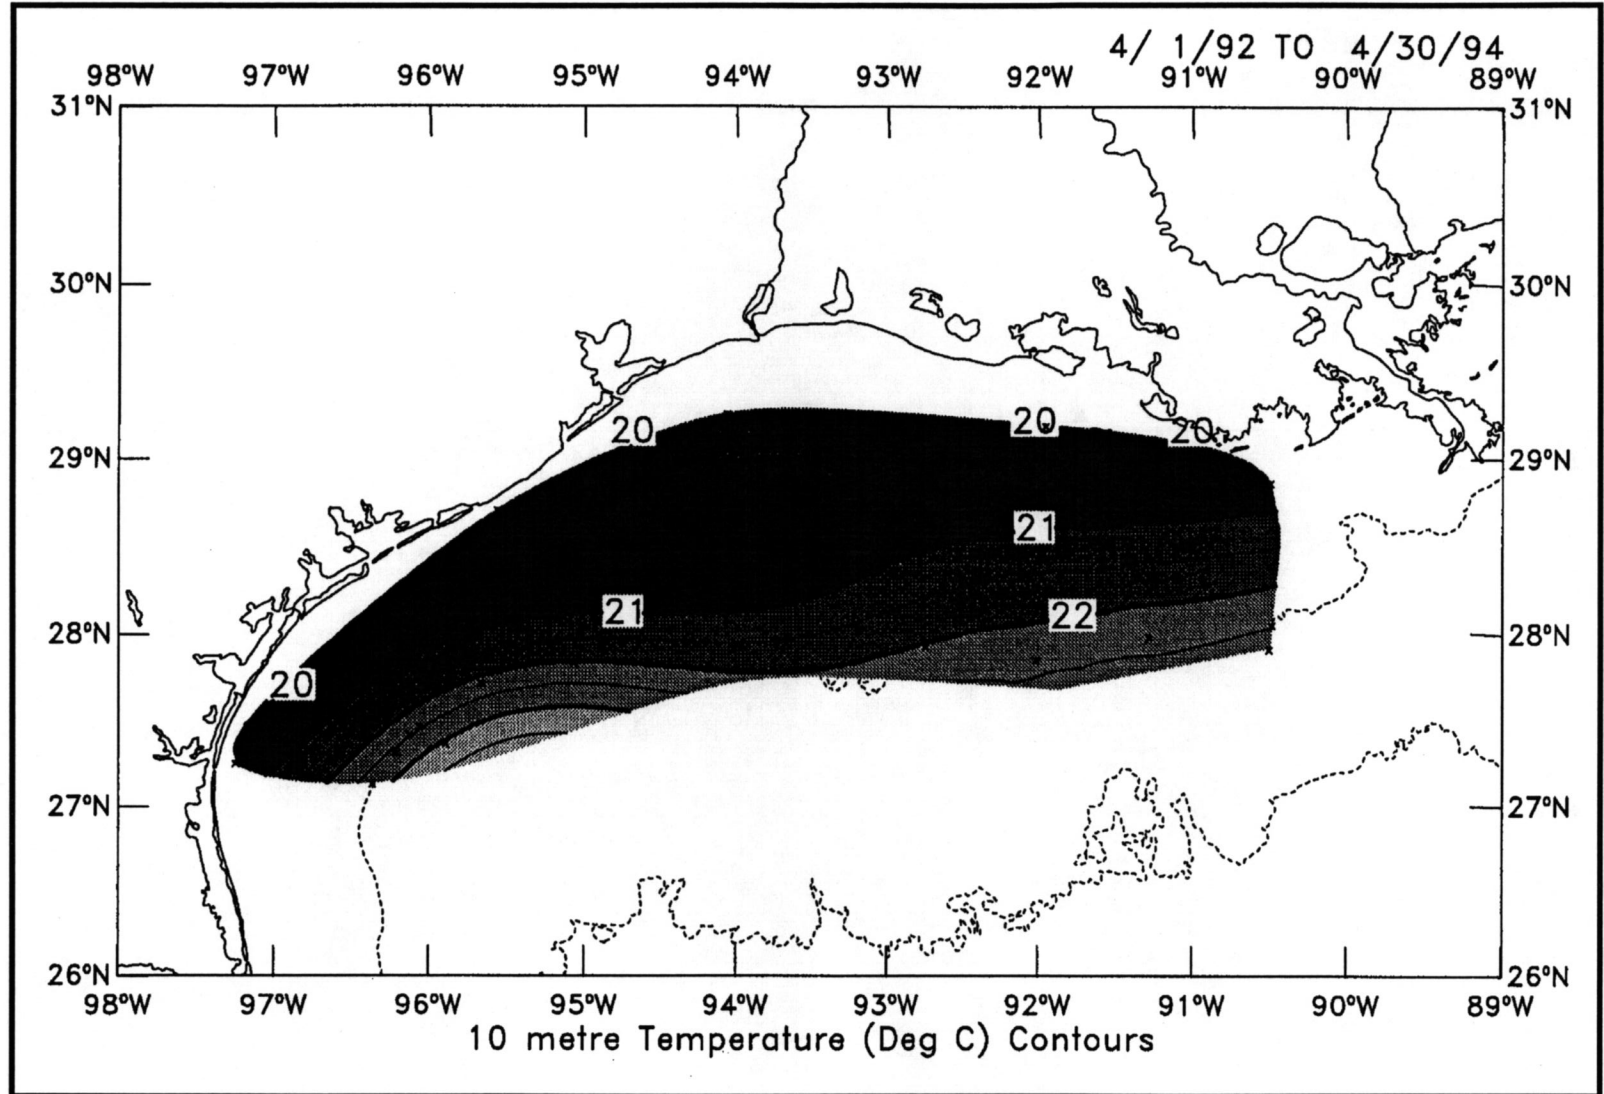 4/ 1/92 TO 4/30/94
98°W 97°W 96°W 95°W 94°W 93°W 92°W 91°W 90°W 89°W
31°N 31°N
30°N 30°N
20 20 20
29°N 29°N
21
21 22
28°N 28°N
20
27°N 27°N
26°N 26°N
98°W 97°W 96°W 95°W 94°W 93°W 92°W 91°W 90°W 89°W
10 metre Temperature (Deg C) Contours